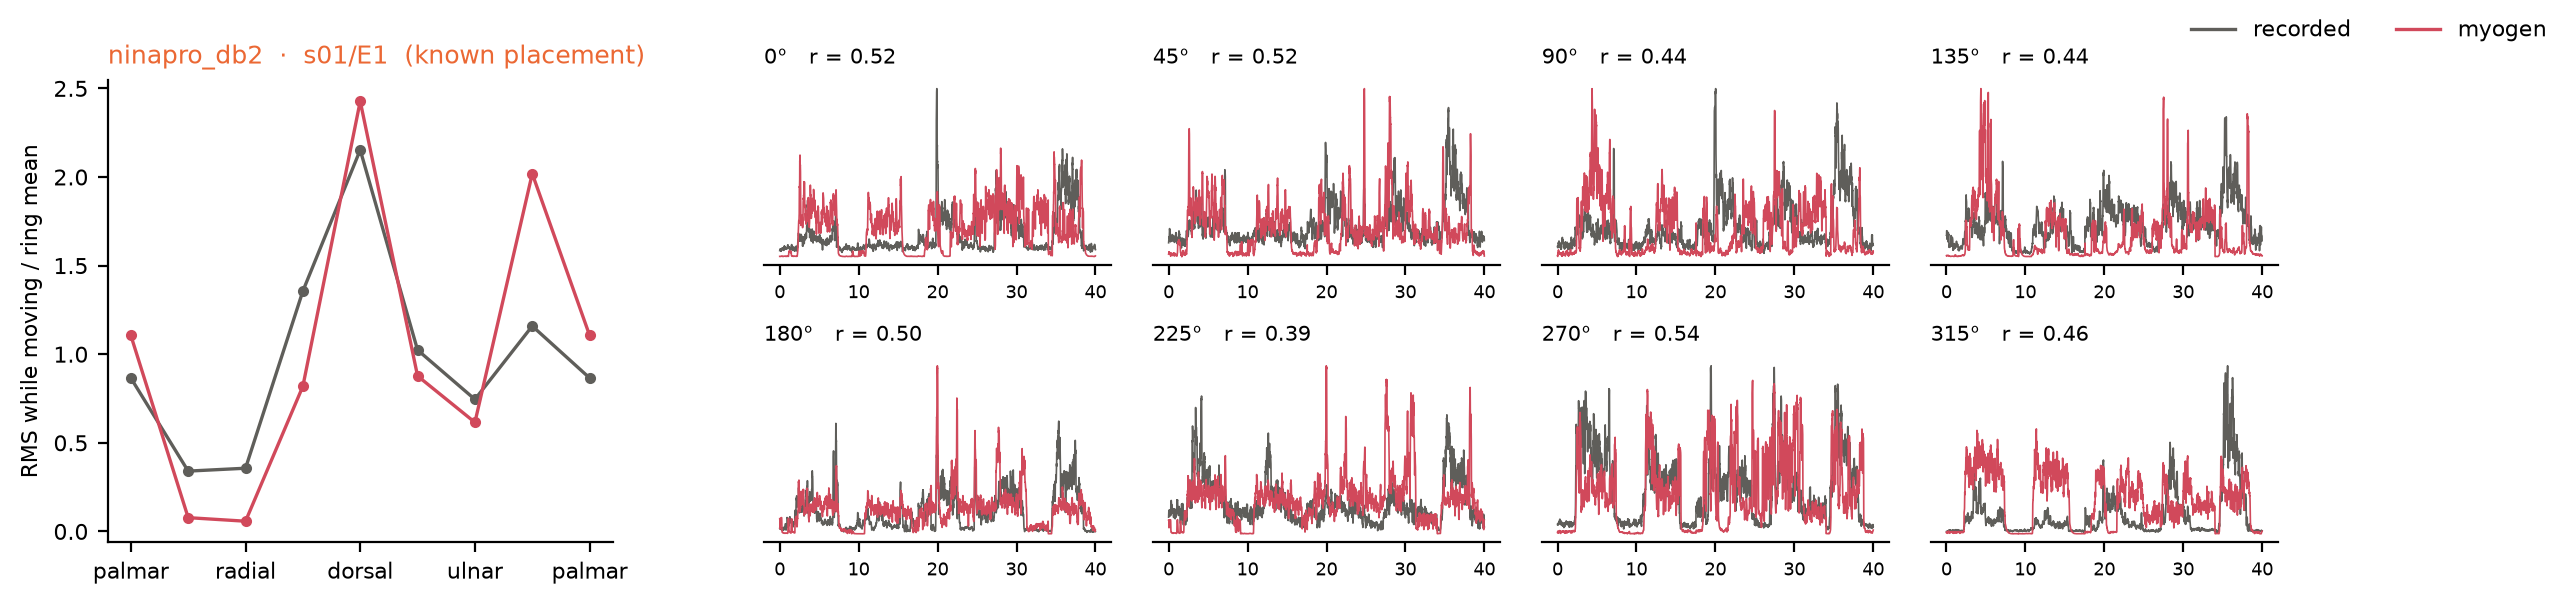 recorded myogen
ninapro_db2 · s01/E1 (known placement)
RMS while moving / ring mean
2.5
2.0
1.5
1.0
0.5
0.0
palmar radial dorsal ulnar palmar
0° r = 0.52
0 10 20 30 40
45° r = 0.52
0 10 20 30 40
90° r = 0.44
0 10 20 30 40
135° r = 0.44
0 10 20 30 40
180° r = 0.50
0 10 20 30 40
225° r = 0.39
0 10 20 30 40
270° r = 0.54
0 10 20 30 40
315° r = 0.46
0 10 20 30 40